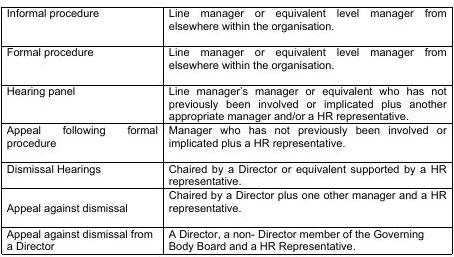 Informal procedure
Line manager or equivalent level manager from
elsewhere within the organisation.
Formal procedure
Line manager or equivalent level manager from
elsewhere within the organisation.
Hearing panel
Line manager's manager or equivalent who has not
previously been involved or implicated plus another
appropriate manager and/or a HR representative.
Appeal following formal
procedure
Manager who has not previously been involved or
implicated plus a HR representative.
Dismissal Hearings
Chaired by a Director or equivalent supported by a HR
representative.
Appeal against dismissal
Chaired by a Director plus one other manager and a HR
representative.
Appeal against dismissal from
a Director
A Director, a non- Director member of the Governing
Body Board and a HR Representative.